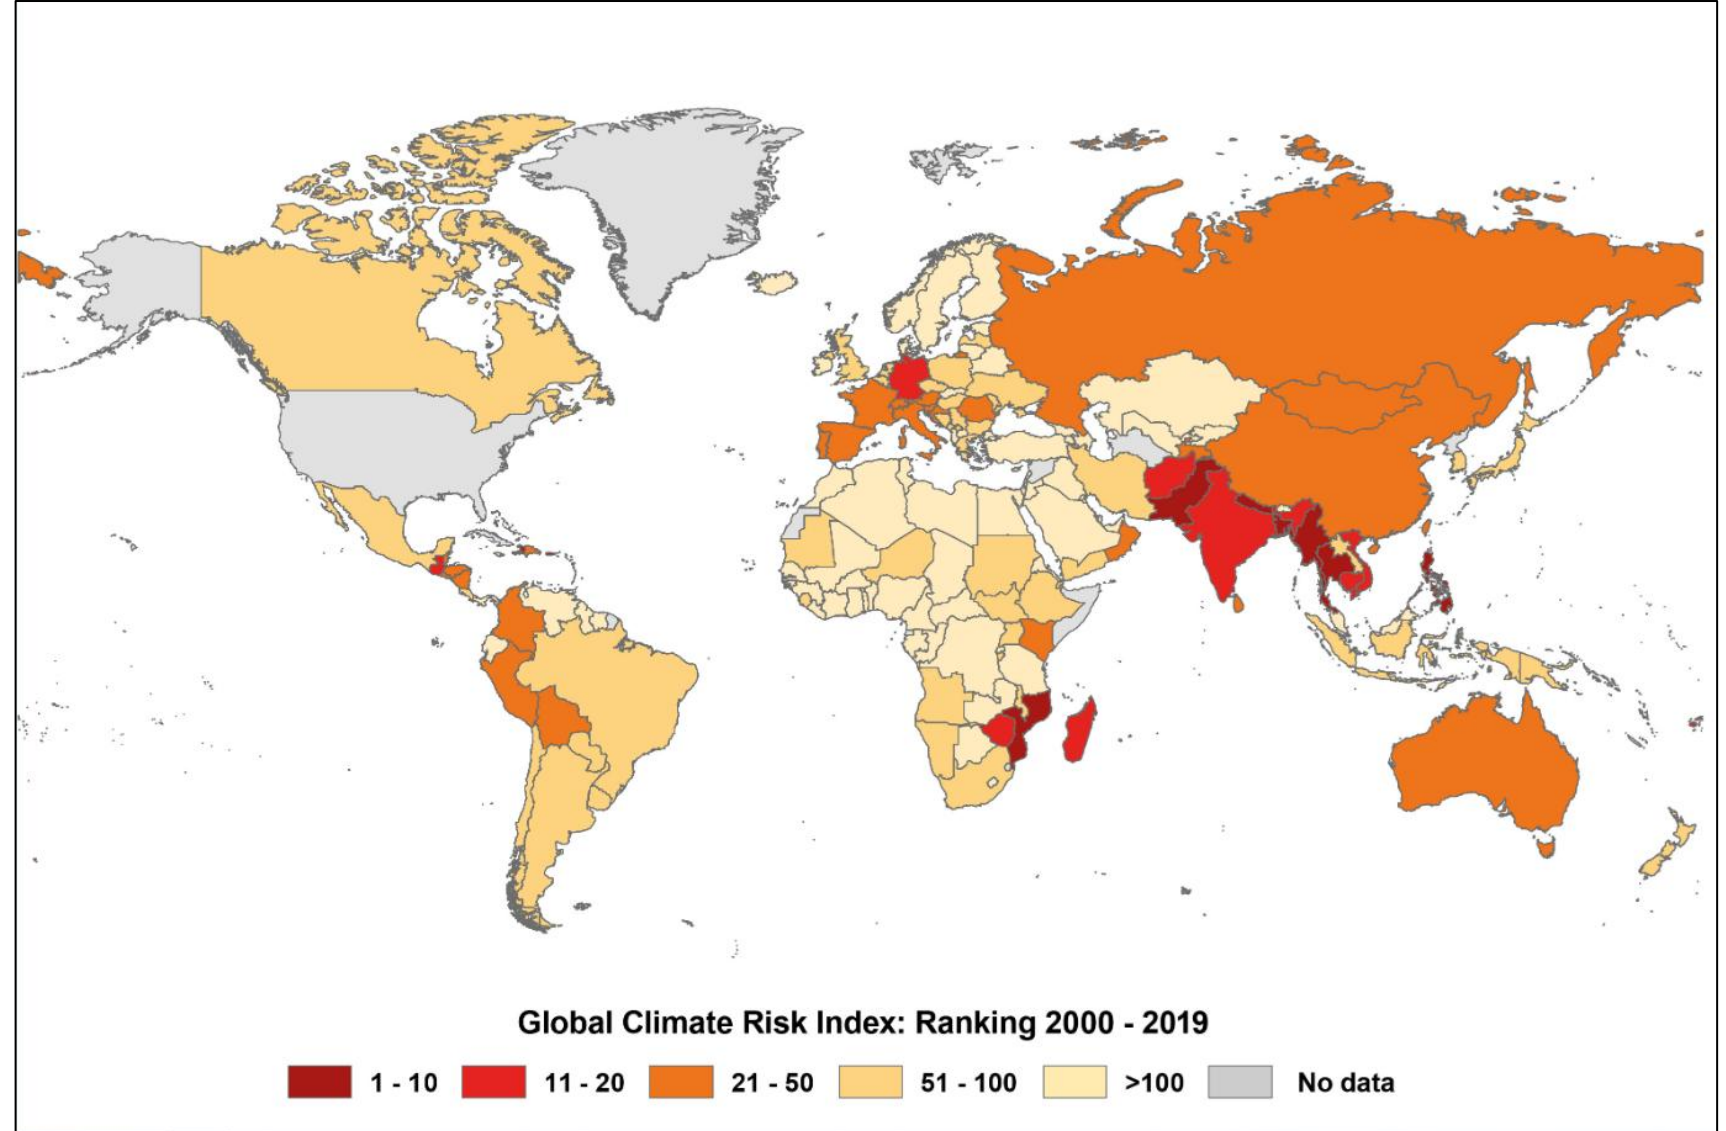 Global Climate Risk Index: Ranking 2000 - 2019
1 - 10 11 - 20 21 - 50 51 - 100 >100 No data